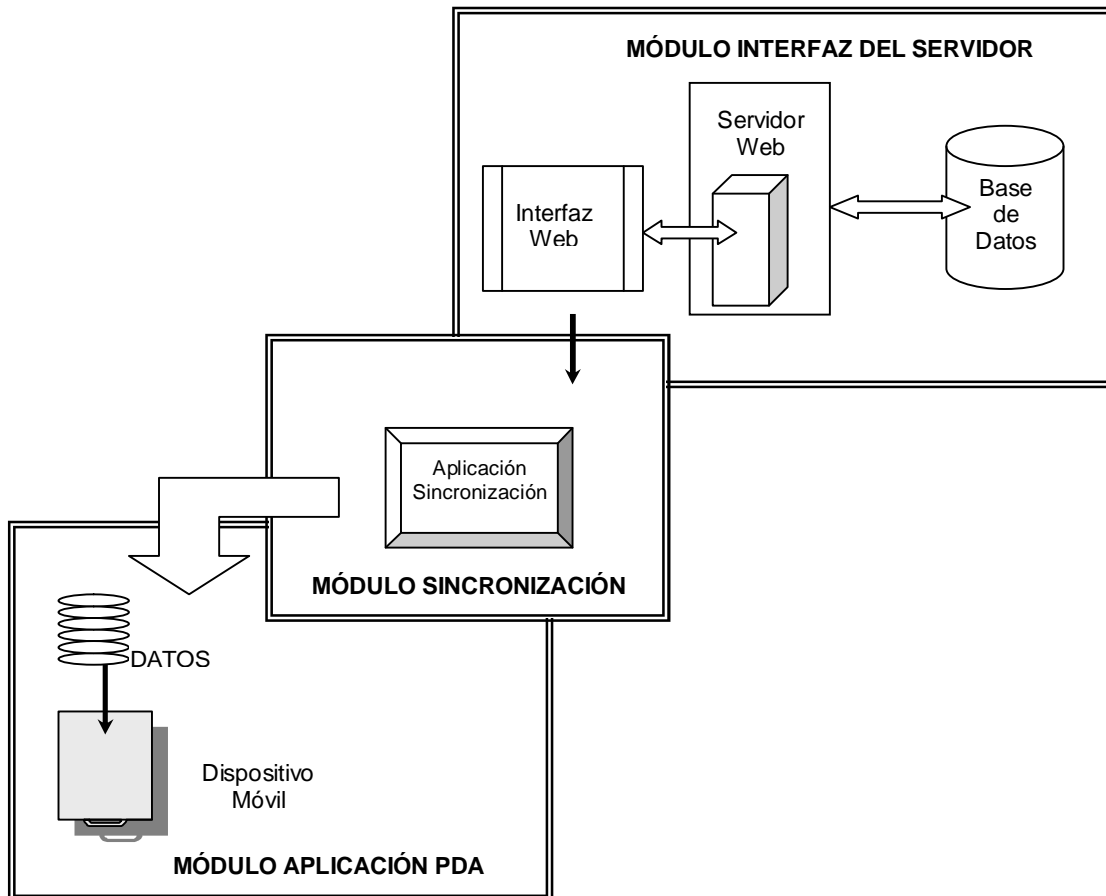 MÓDULO INTERFAZ DEL SERVIDOR
Servidor
Web
Interfaz
Web
Base
de
Datos
Aplicación
Sincronización
MÓDULO SINCRONIZACIÓN
DATOS
Dispositivo
Móvil
MÓDULO APLICACIÓN PDA